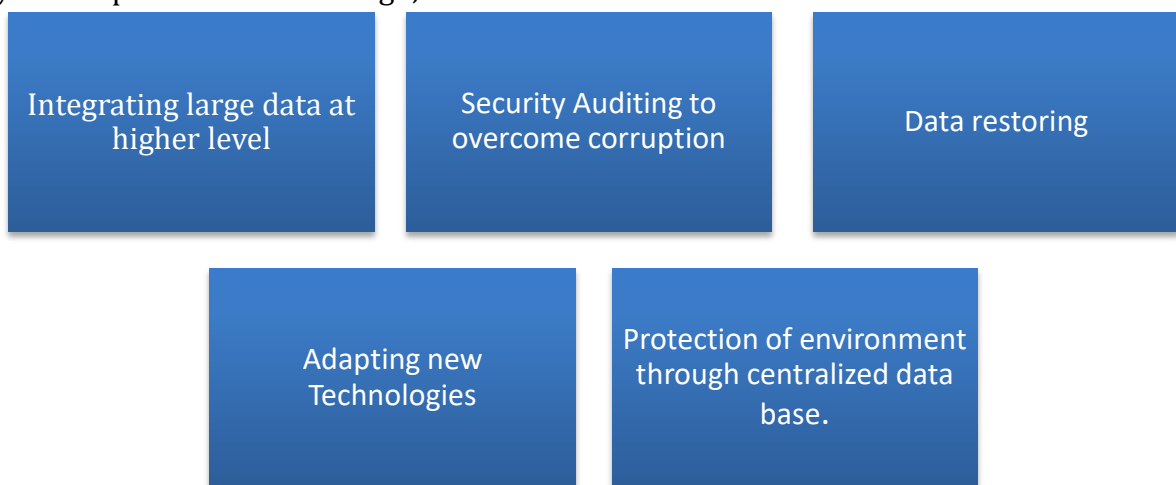 Integrating large data at
higher level
Security Auditing to
overcome corruption
Data restoring
Adapting new
Technologies
Protection of environment
through centralized data
base.